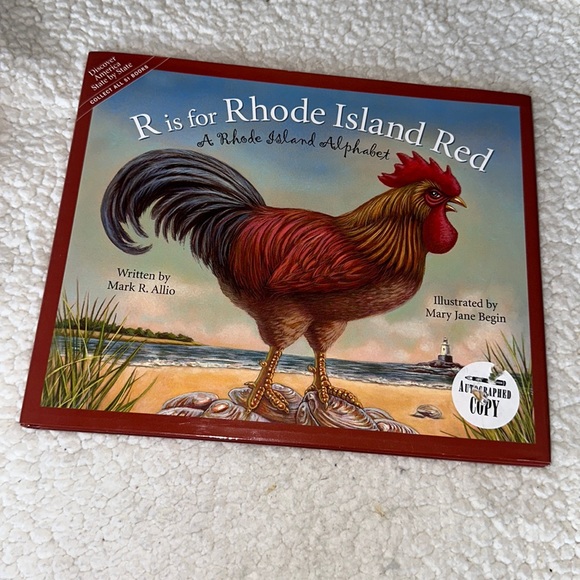 Discover
America
State by State
COLLECT ALL 51 BOOKS
R is for Rhode Island Red
A Rhode Island Alphabet
Written by
Mark R. Allio
Illustrated by
Mary Jane Begin
AUTOGRAPHED
COPY